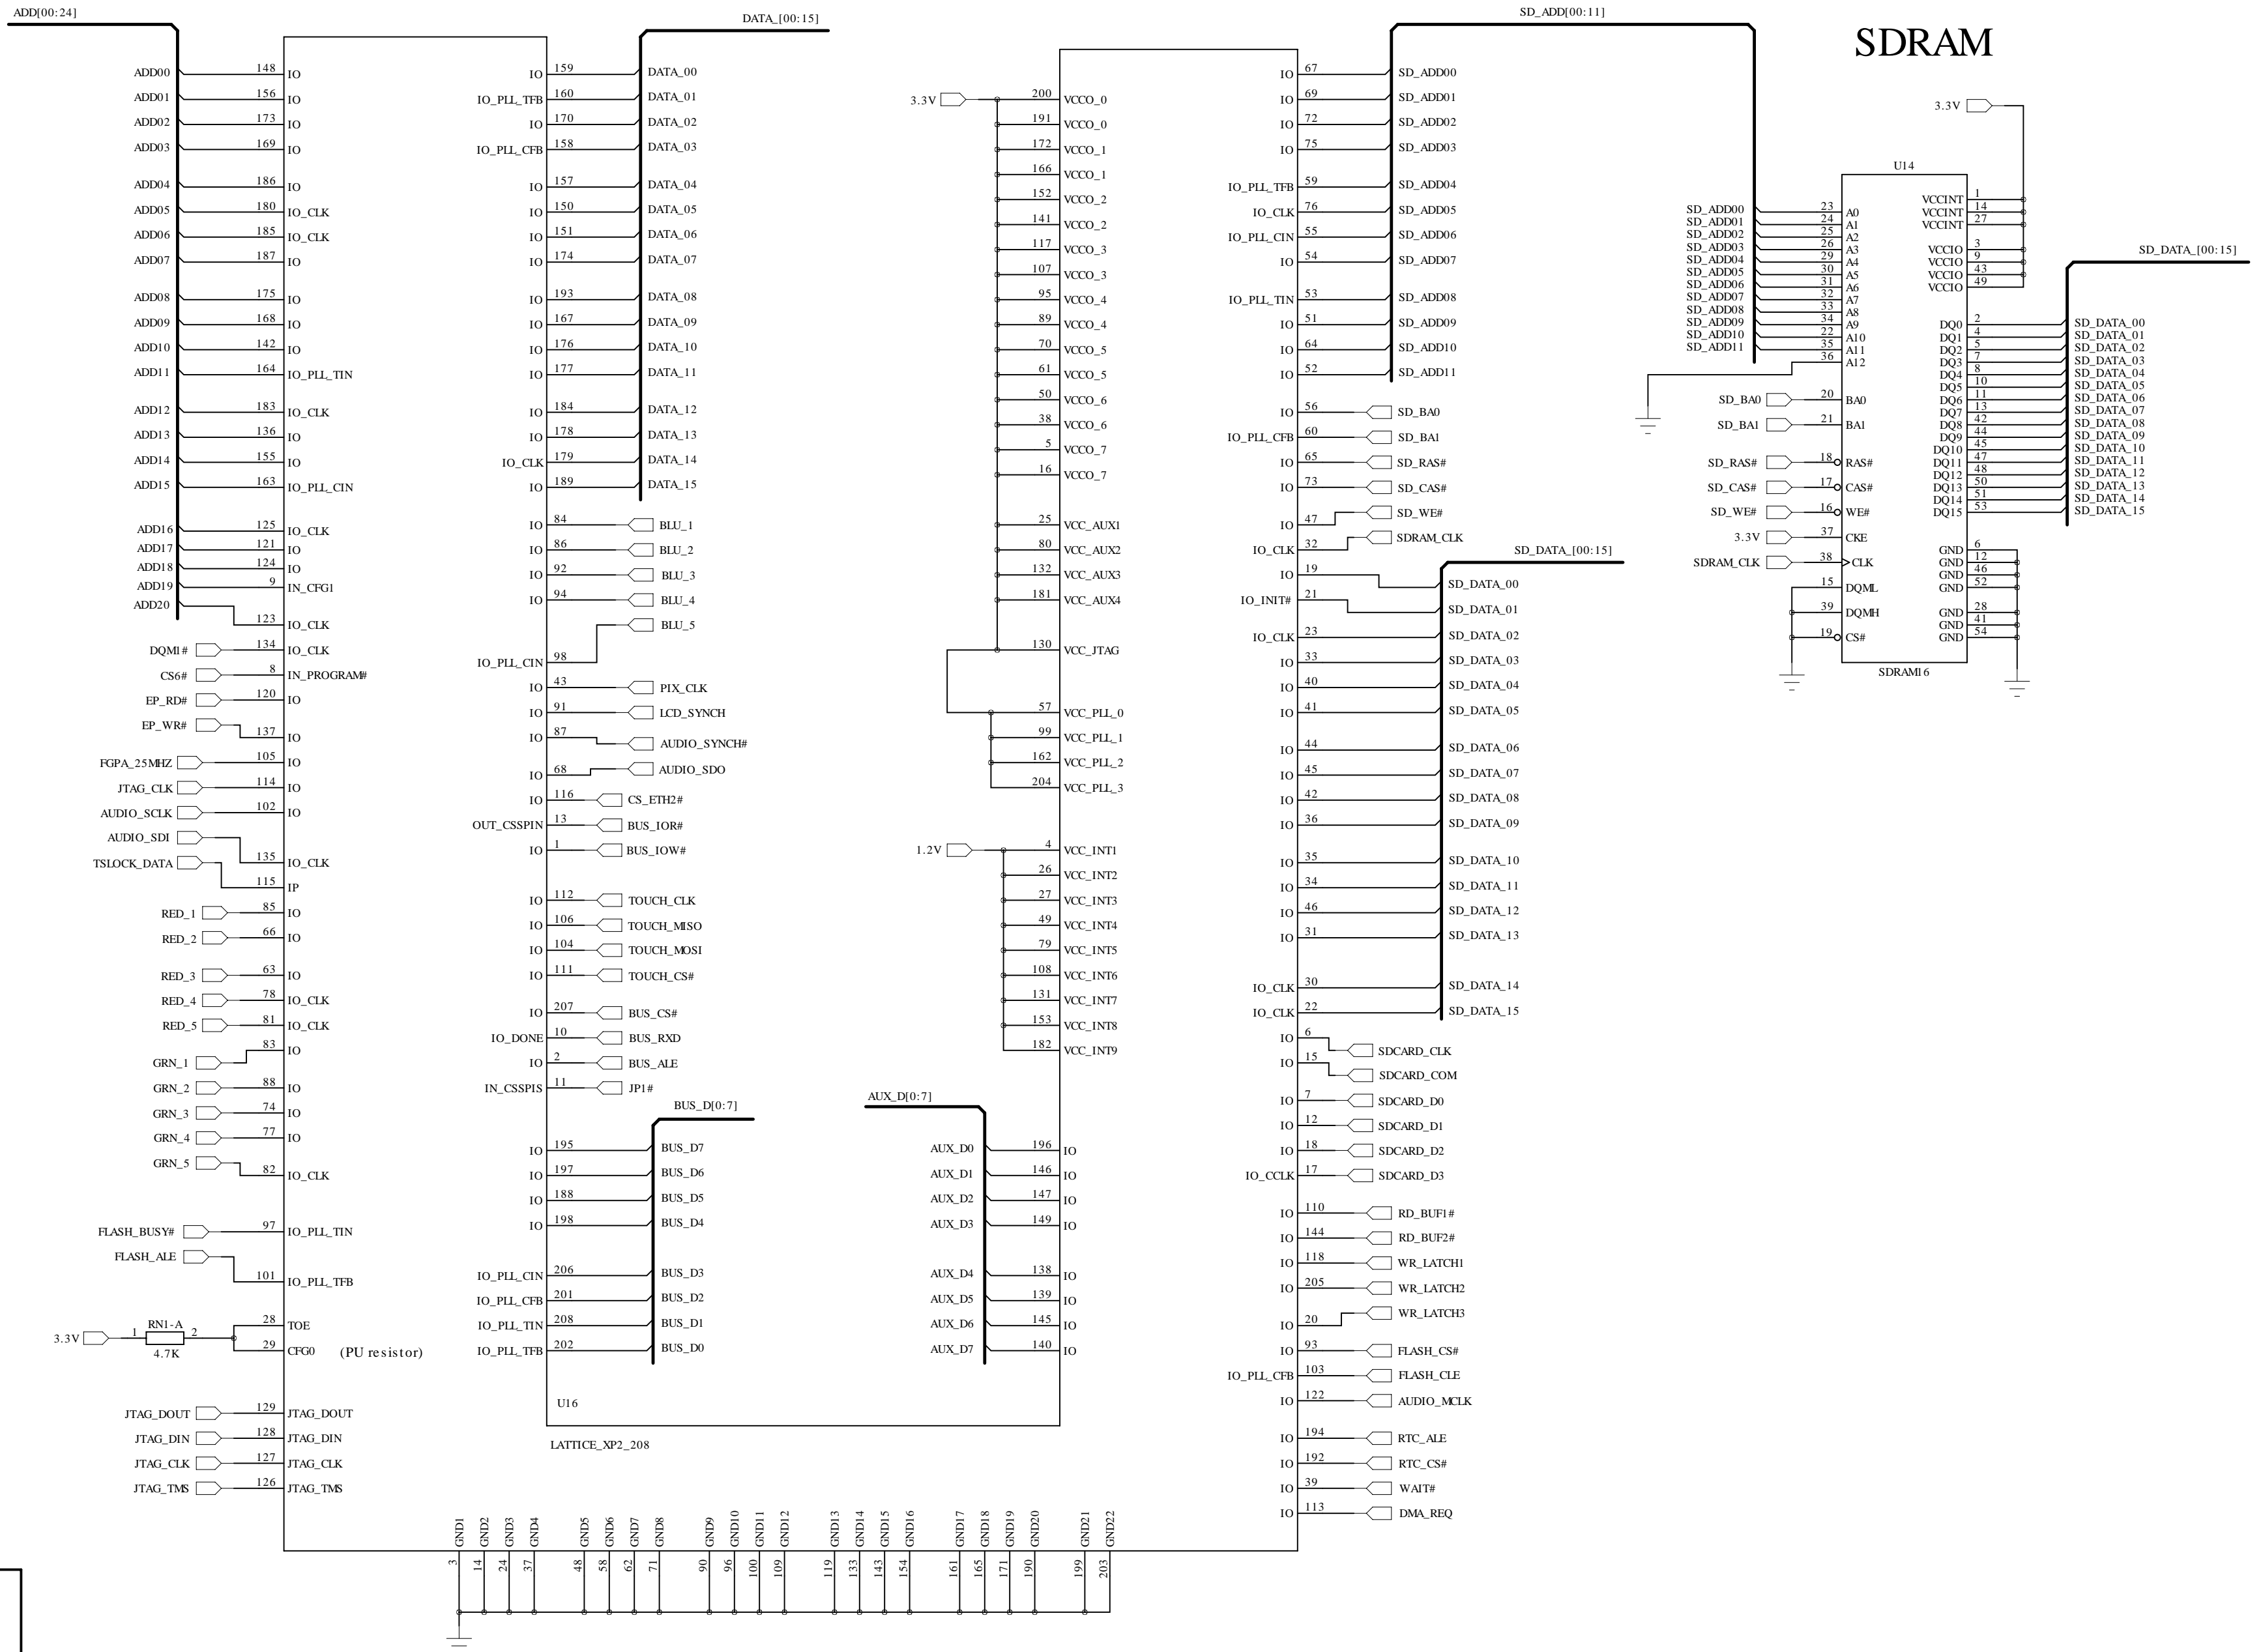 ADD[00:24]
DATA_[00:15]
SD_ADD[00:11]
SDRAM
ADD00 148 IO
ADD01 156 IO
ADD02 173 IO
ADD03 169 IO
ADD04 186 IO
ADD05 180 IO_CLK
ADD06 185 IO_CLK
ADD07 187 IO
ADD08 175 IO
ADD09 168 IO
ADD10 142 IO
ADD11 164 IO_PLL_TIN
ADD12 183 IO_CLK
ADD13 136 IO
ADD14 155 IO
ADD15 163 IO_PLL_CIN
ADD16 125 IO_CLK
ADD17 121 IO
ADD18 124 IO
ADD19 9 IN_CFG1
ADD20 123 IO_CLK
DQM1# 134 IO_CLK
CS6# 8 IN_PROGRAM#
EP_RD# 120 IO
EP_WR# 137 IO
FGPA_25MHZ 105 IO
JTAG_CLK 114 IO
AUDIO_SCLK 102 IO
AUDIO_SDI 135 IO_CLK
TSLOCK_DATA 115 IP
RED_1 85 IO
RED_2 66 IO
RED_3 63 IO
RED_4 78 IO_CLK
RED_5 81 IO_CLK
GRN_1 83 IO
GRN_2 88 IO
GRN_3 74 IO
GRN_4 77 IO
GRN_5 82 IO_CLK
FLASH_BUSY# 97 IO_PLL_TIN
FLASH_ALE 101 IO_PLL_TFB
3.3V 1 RN1-A 2 28 TOE
4.7K 29 CFG0 (PU resistor)
JTAG_DOUT 129 JTAG_DOUT
JTAG_DIN 128 JTAG_DIN
JTAG_CLK 127 JTAG_CLK
JTAG_TMS 126 JTAG_TMS
IO 159 DATA_00
IO_PLL_TFB 160 DATA_01
IO 170 DATA_02
IO_PLL_CFB 158 DATA_03
IO 157 DATA_04
IO 150 DATA_05
IO 151 DATA_06
IO 174 DATA_07
IO 193 DATA_08
IO 167 DATA_09
IO 176 DATA_10
IO 177 DATA_11
IO 184 DATA_12
IO 178 DATA_13
IO_CLK 179 DATA_14
IO 189 DATA_15
IO 84 BLU_1
IO 86 BLU_2
IO 92 BLU_3
IO 94 BLU_4
IO_PLL_CIN 98 BLU_5
IO 43 PIX_CLK
IO 91 LCD_SYNCH
IO 87 AUDIO_SYNCH#
IO 68 AUDIO_SDO
IO 116 CS_ETH2#
OUT_CSSPIN 13 BUS_IOR#
IO 1 BUS_IOW#
IO 112 TOUCH_CLK
IO 106 TOUCH_MISO
IO 104 TOUCH_MOSI
IO 111 TOUCH_CS#
IO 207 BUS_CS#
IO_DONE 10 BUS_RXD
IO 2 BUS_ALE
IN_CSSPIS 11 JP1#
BUS_D[0:7]
IO 195 BUS_D7
IO 197 BUS_D6
IO 188 BUS_D5
IO 198 BUS_D4
IO_PLL_CIN 206 BUS_D3
IO_PLL_CFB 201 BUS_D2
IO_PLL_TIN 208 BUS_D1
IO_PLL_TFB 202 BUS_D0
U16
LATTICE_XP2_208
3.3V 200 VCCO_0
191 VCCO_0
172 VCCO_1
166 VCCO_1
152 VCCO_2
141 VCCO_2
117 VCCO_3
107 VCCO_3
95 VCCO_4
89 VCCO_4
70 VCCO_5
61 VCCO_5
50 VCCO_6
38 VCCO_6
5 VCCO_7
16 VCCO_7
25 VCC_AUX1
80 VCC_AUX2
132 VCC_AUX3
181 VCC_AUX4
130 VCC_JTAG
57 VCC_PLL_0
99 VCC_PLL_1
162 VCC_PLL_2
204 VCC_PLL_3
1.2V 4 VCC_INT1
26 VCC_INT2
27 VCC_INT3
49 VCC_INT4
79 VCC_INT5
108 VCC_INT6
131 VCC_INT7
153 VCC_INT8
182 VCC_INT9
AUX_D[0:7]
AUX_D0 196 IO
AUX_D1 146 IO
AUX_D2 147 IO
AUX_D3 149 IO
AUX_D4 138 IO
AUX_D5 139 IO
AUX_D6 145 IO
AUX_D7 140 IO
IO 67 SD_ADD00
IO 69 SD_ADD01
IO 72 SD_ADD02
IO 75 SD_ADD03
IO_PLL_TFB 59 SD_ADD04
IO_CLK 76 SD_ADD05
IO_PLL_CIN 55 SD_ADD06
IO 54 SD_ADD07
IO_PLL_TIN 53 SD_ADD08
IO 51 SD_ADD09
IO 64 SD_ADD10
IO 52 SD_ADD11
IO 56 SD_BA0
IO_PLL_CFB 60 SD_BA1
IO 65 SD_RAS#
IO 73 SD_CAS#
IO 47 SD_WE#
IO_CLK 32 SDRAM_CLK
SD_DATA_[00:15]
IO 19 SD_DATA_00
IO_INIT# 21 SD_DATA_01
IO_CLK 23 SD_DATA_02
IO 33 SD_DATA_03
IO 40 SD_DATA_04
IO 41 SD_DATA_05
IO 44 SD_DATA_06
IO 45 SD_DATA_07
IO 42 SD_DATA_08
IO 36 SD_DATA_09
IO 35 SD_DATA_10
IO 34 SD_DATA_11
IO 46 SD_DATA_12
IO 31 SD_DATA_13
IO_CLK 30 SD_DATA_14
IO_CLK 22 SD_DATA_15
IO 6 SDCARD_CLK
IO 15 SDCARD_COM
IO 7 SDCARD_D0
IO 12 SDCARD_D1
IO 18 SDCARD_D2
IO_CCLK 17 SDCARD_D3
IO 110 RD_BUF1#
IO 144 RD_BUF2#
IO 118 WR_LATCH1
IO 205 WR_LATCH2
IO 20 WR_LATCH3
IO 93 FLASH_CS#
IO_PLL_CFB 103 FLASH_CLE
IO 122 AUDIO_MCLK
IO 194 RTC_ALE
IO 192 RTC_CS#
IO 39 WAIT#
IO 113 DMA_REQ
3.3V
U14
SD_ADD00 23 A0
SD_ADD01 24 A1
SD_ADD02 25 A2
SD_ADD03 26 A3
SD_ADD04 29 A4
SD_ADD05 30 A5
SD_ADD06 31 A6
SD_ADD07 32 A7
SD_ADD08 33 A8
SD_ADD09 34 A9
SD_ADD10 22 A10
SD_ADD11 35 A11
36 A12
SD_BA0 20 BA0
SD_BA1 21 BA1
SD_RAS# 18 RAS#
SD_CAS# 17 CAS#
SD_WE# 16 WE#
3.3V 37 CKE
SDRAM_CLK 38 CLK
15 DQML
39 DQMH
19 CS#
VCCINT 1
VCCINT 14
VCCINT 27
VCCIO 3
VCCIO 9
VCCIO 43
VCCIO 49
SD_DATA_[00:15]
DQ0 2 SD_DATA_00
DQ1 4 SD_DATA_01
DQ2 5 SD_DATA_02
DQ3 7 SD_DATA_03
DQ4 8 SD_DATA_04
DQ5 10 SD_DATA_05
DQ6 11 SD_DATA_06
DQ7 13 SD_DATA_07
DQ8 42 SD_DATA_08
DQ9 44 SD_DATA_09
DQ10 45 SD_DATA_10
DQ11 47 SD_DATA_11
DQ12 48 SD_DATA_12
DQ13 50 SD_DATA_13
DQ14 51 SD_DATA_14
DQ15 53 SD_DATA_15
GND 6
GND 12
GND 46
GND 52
GND 28
GND 41
GND 54
SDRAM16
GND1 GND2 GND3 GND4 GND5 GND6 GND7 GND8 GND9 GND10 GND11 GND12 GND13 GND14 GND15 GND16 GND17 GND18 GND19 GND20 GND21 GND22
3 14 24 37 48 58 62 71 90 96 100 109 119 133 143 154 161 165 171 190 199 203